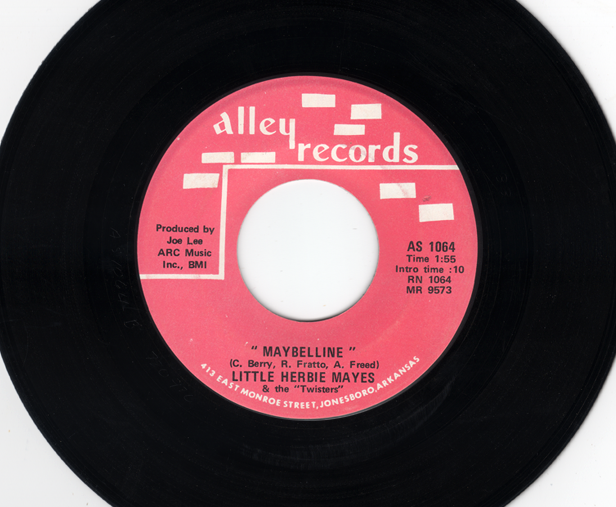 alley
records
Produced by
Joe Lee
ARC Music
Inc., BMI
AS 1064
Time 1:55
Intro time :10
RN 1064
MR 9573
" MAYBELLINE "
(C. Berry, R. Fratto, A. Freed)
LITTLE HERBIE MAYES
& the "Twisters"
413 EAST MONROE STREET, JONESBORO, ARKANSAS